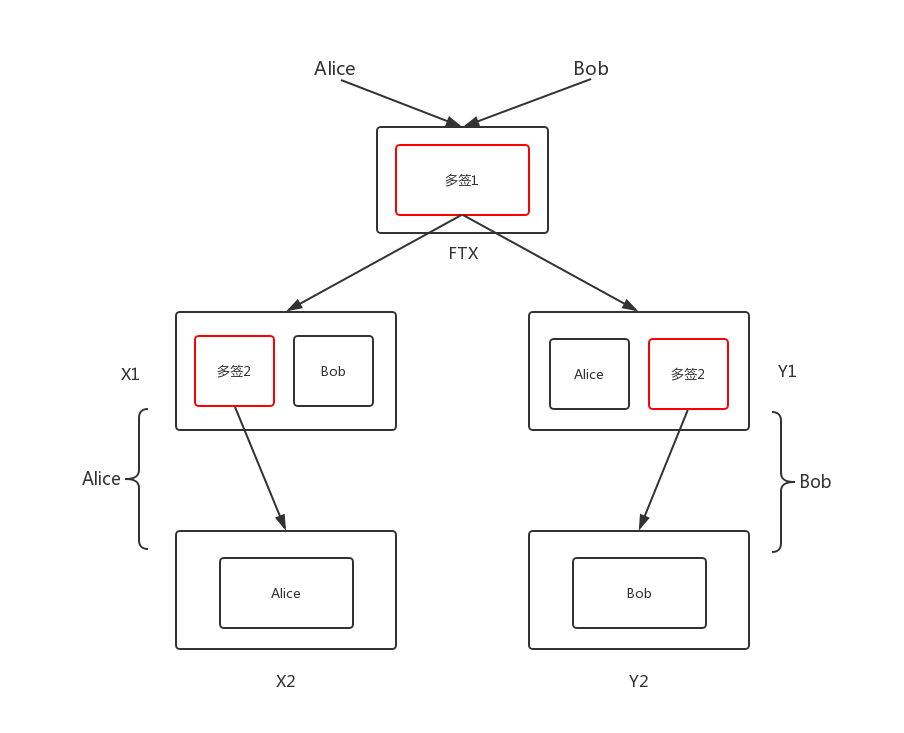 Alice
Bob
多签1
FTX
X1
多签2
Bob
Alice
多签2
Y1
Alice
Bob
Alice
Bob
X2
Y2